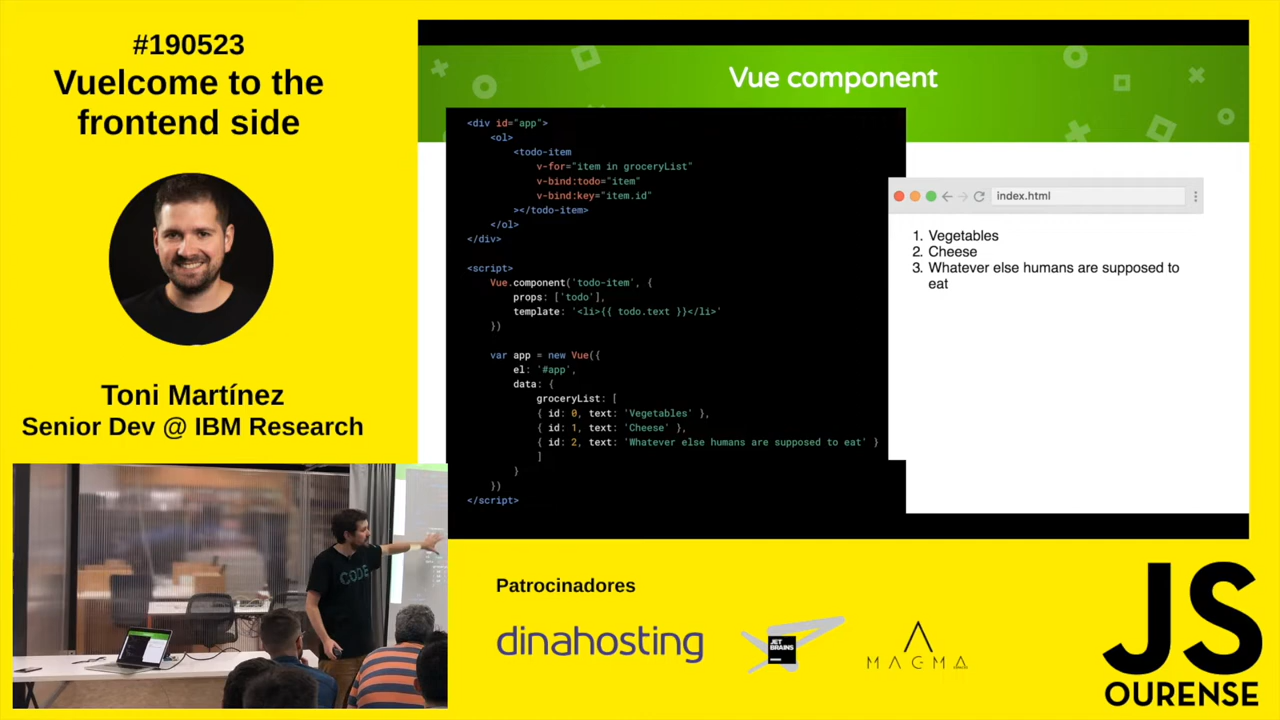 #190523
Vuelcome to the
frontend side
Toni Martínez
Senior Dev @ IBM Research
Vue component
<div id="app">
<ol>
<todo-item
v-for="item in groceryList"
v-bind:todo="item"
v-bind:key="item.id"
></todo-item>
</ol>
</div>
<script>
Vue.component('todo-item', {
props: ['todo'],
template: '<li>{{ todo.text }}</li>'
})
var app = new Vue({
el: '#app',
data: {
groceryList: [
{ id: 0, text: 'Vegetables' },
{ id: 1, text: 'Cheese' },
{ id: 2, text: 'Whatever else humans are supposed to eat' }
]
}
})
</script>
index.html
1. Vegetables
2. Cheese
3. Whatever else humans are supposed to
eat
CODE
Patrocinadores
dinahosting
JET
BRAINS
MAGMA
JS
OURENSE